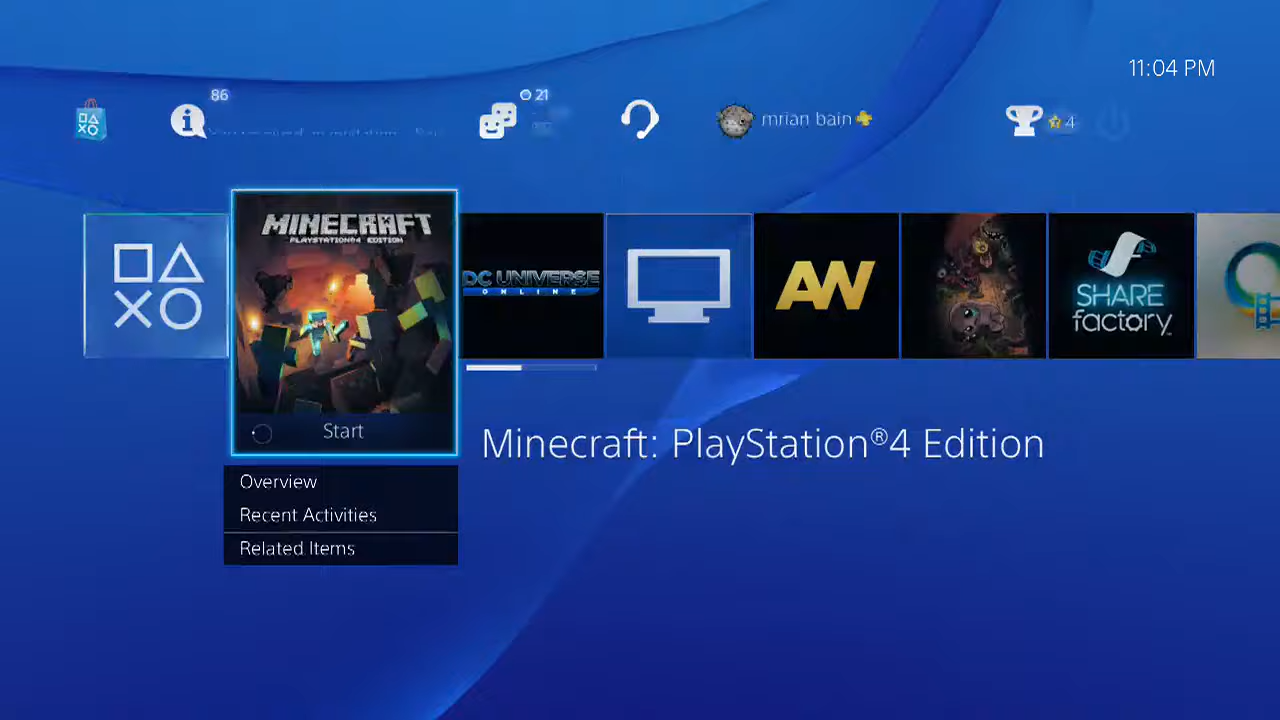 11:04 PM
86
21
mrian bain
4
MINECRAFT
PLAYSTATION®4 EDITION
DC UNIVERSE
ONLINE
AW
SHARE
factory™
Start
Minecraft: PlayStation®4 Edition
Overview
Recent Activities
Related Items